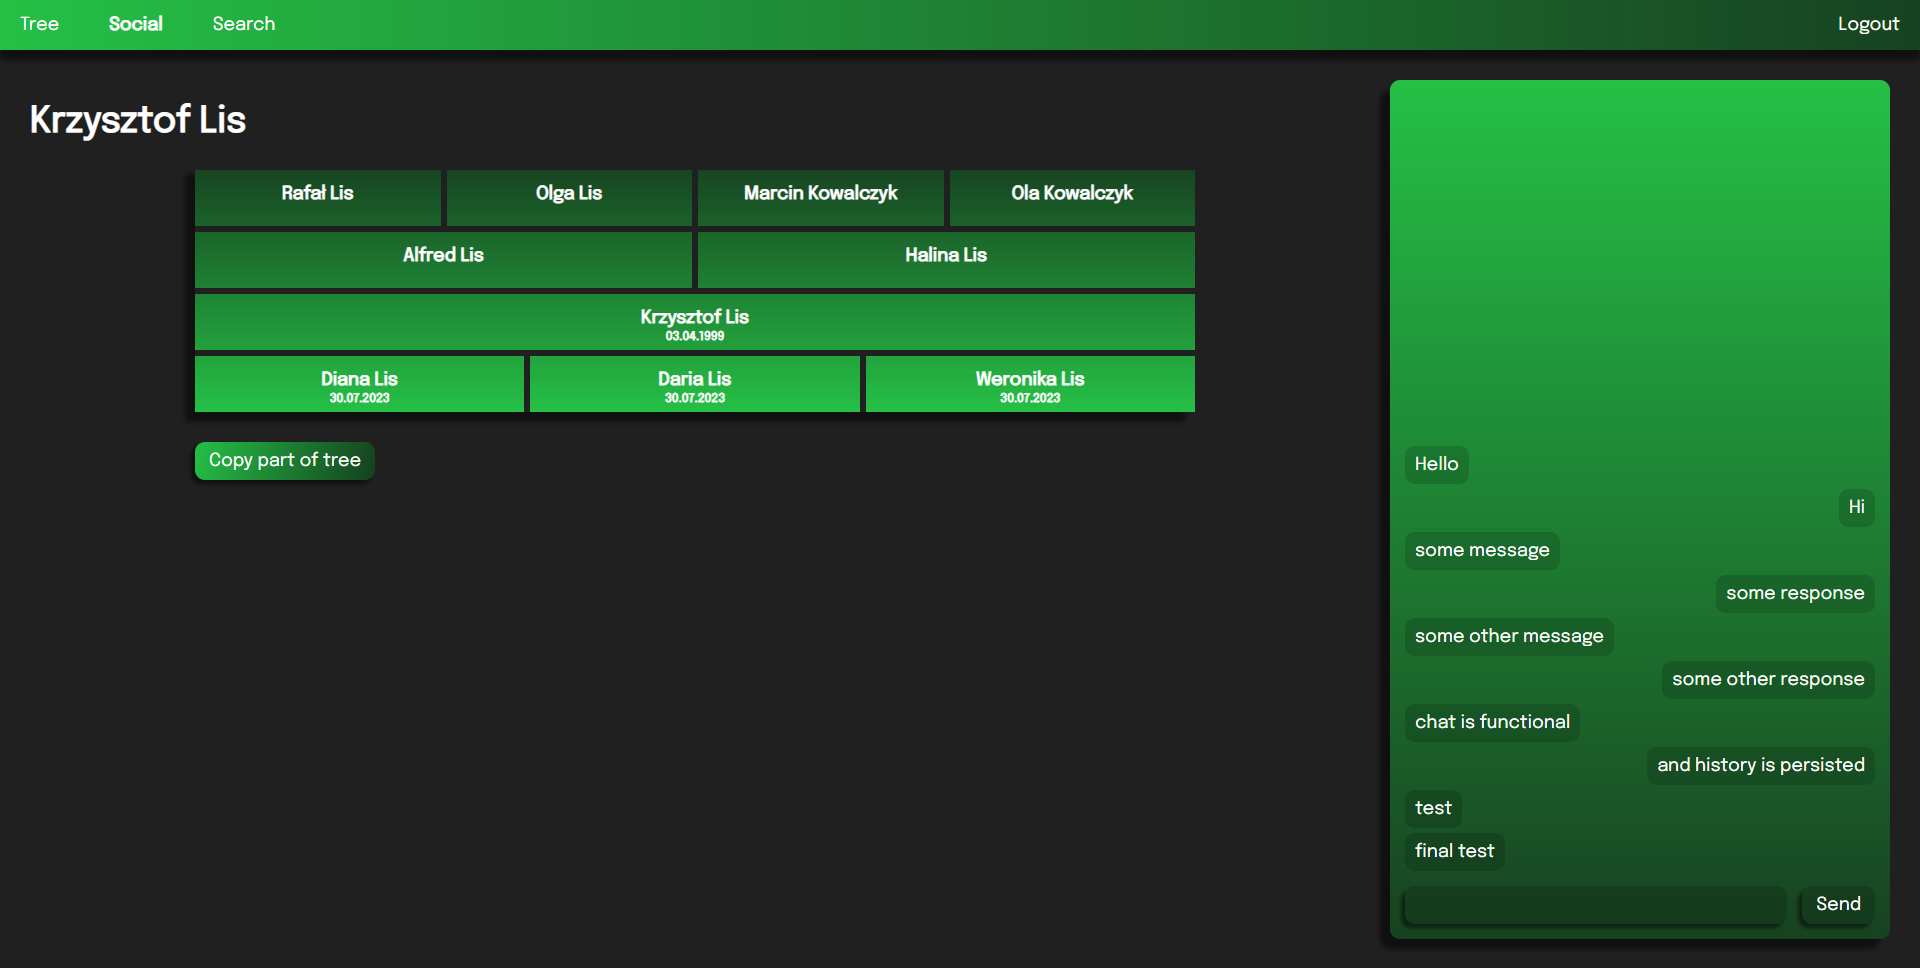 Tree Social Search Logout
Krzysztof Lis
Rafał Lis Olga Lis Marcin Kowalczyk Ola Kowalczyk
Alfred Lis Halina Lis
Krzysztof Lis
03.04.1999
Diana Lis Daria Lis Weronika Lis
30.07.2023 30.07.2023 30.07.2023
Copy part of tree
Hello
Hi
some message
some response
some other message
some other response
chat is functional
and history is persisted
test
final test
Send